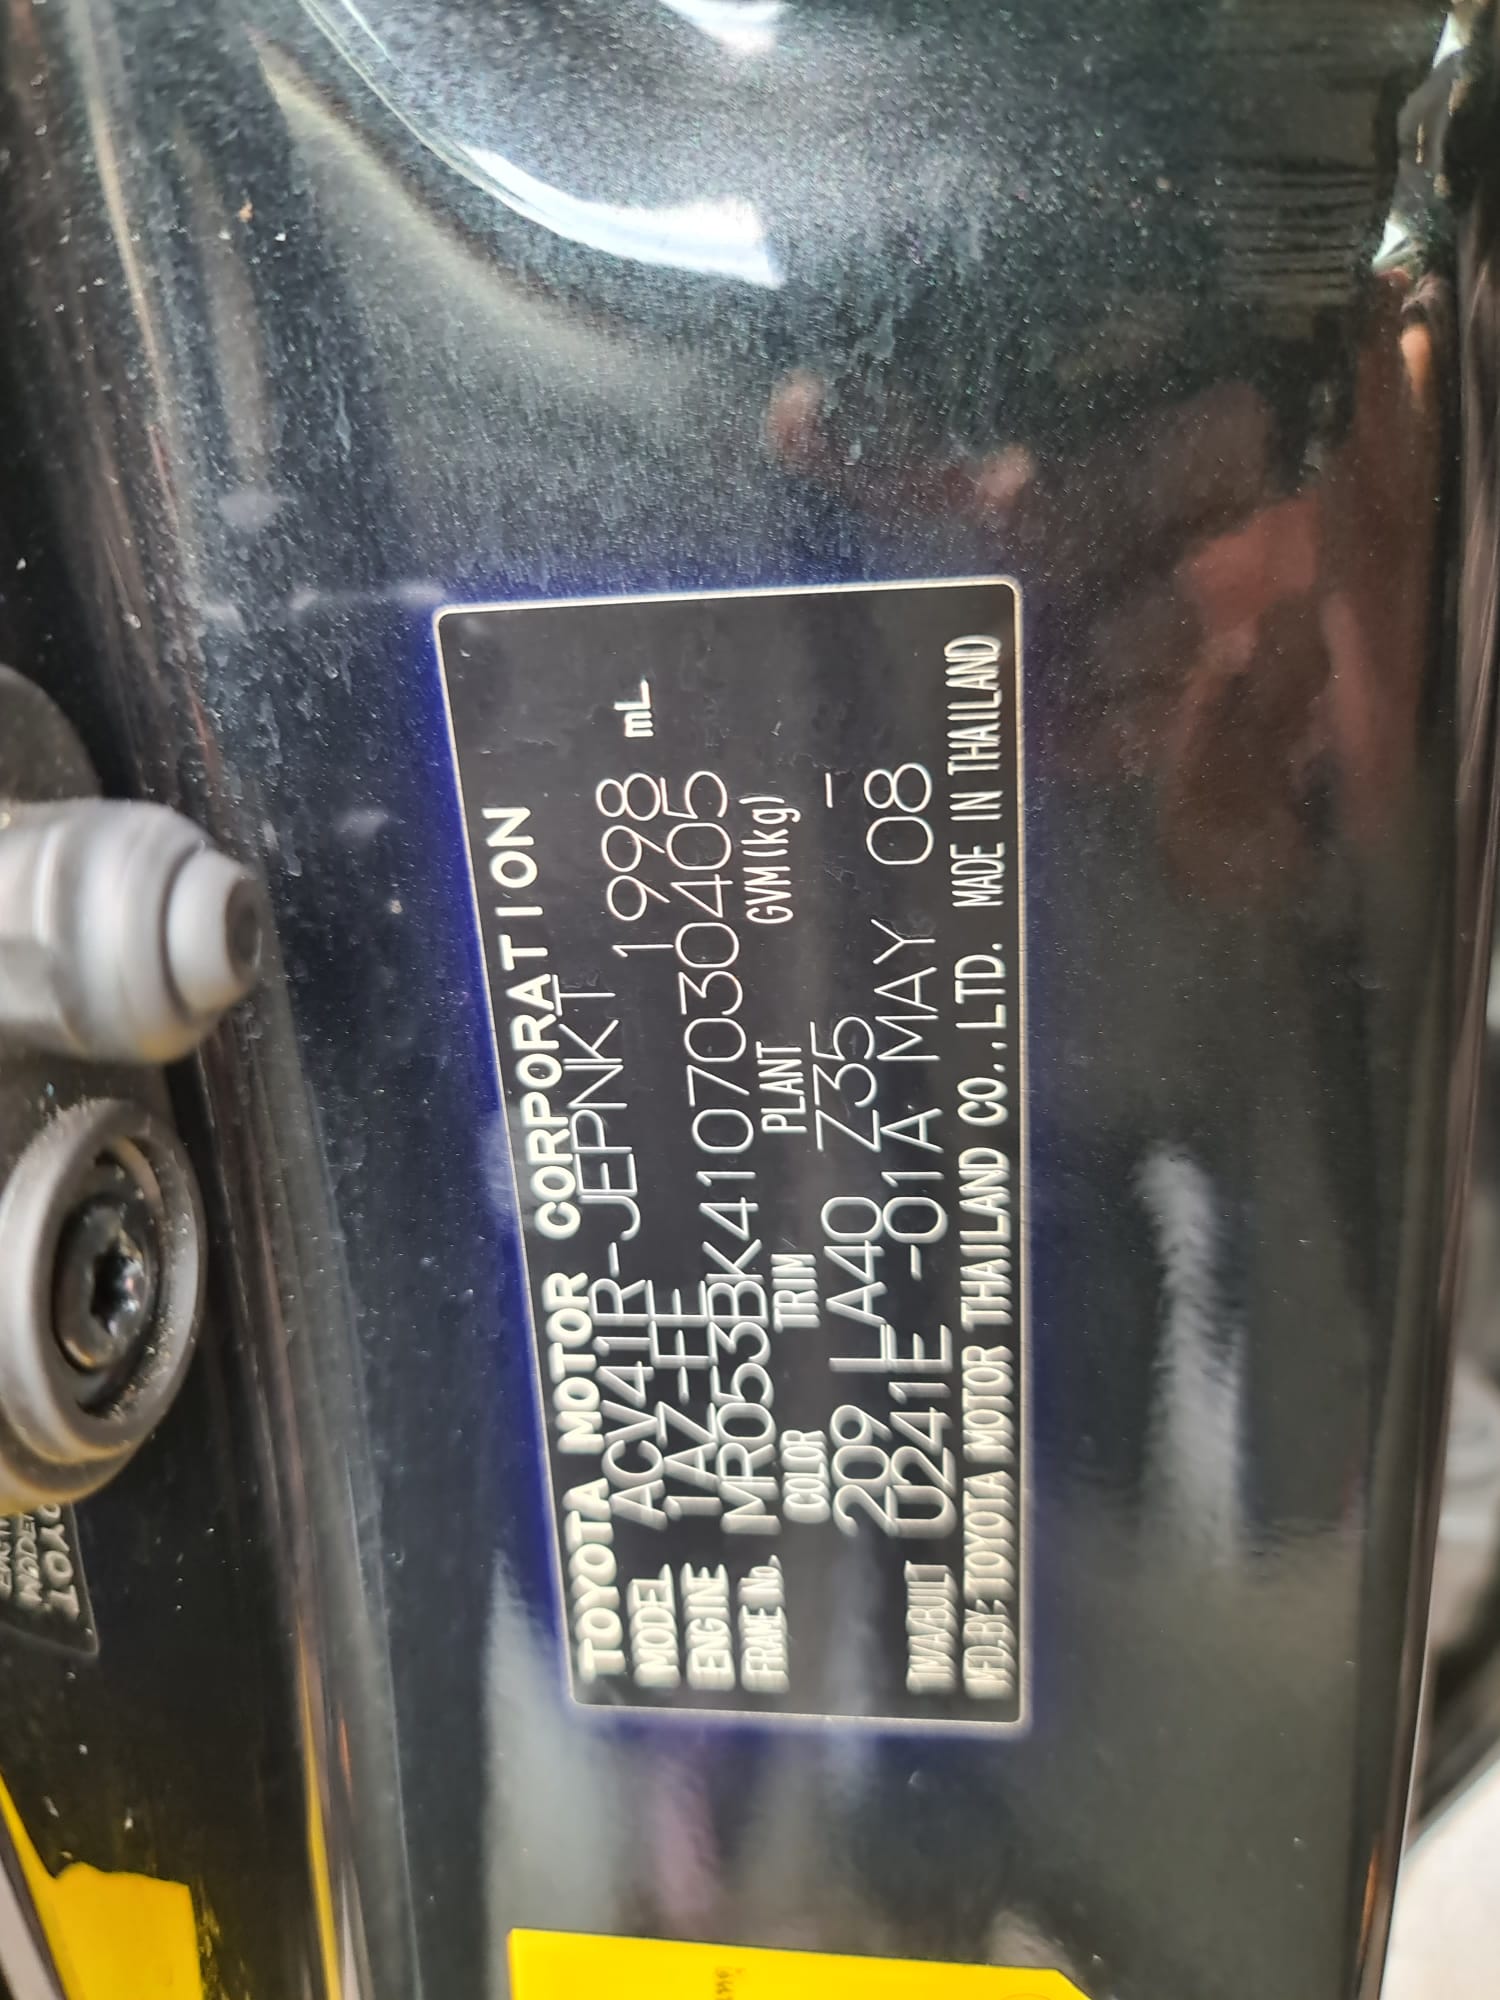 TOYOTA MOTOR CORPORATION
MODEL ACV41R-JEPNKT 1998 mL
ENGINE 1AZ-FE
FRAME No. MR053BK4107030405
COLOR TRIM PLANT GVM(kg)
209 LA40 Z35 –
TMA/BUILT U241E -01A MAY 08
MFD.BY:TOYOTA MOTOR THAILAND CO.,LTD. MADE IN THAILAND